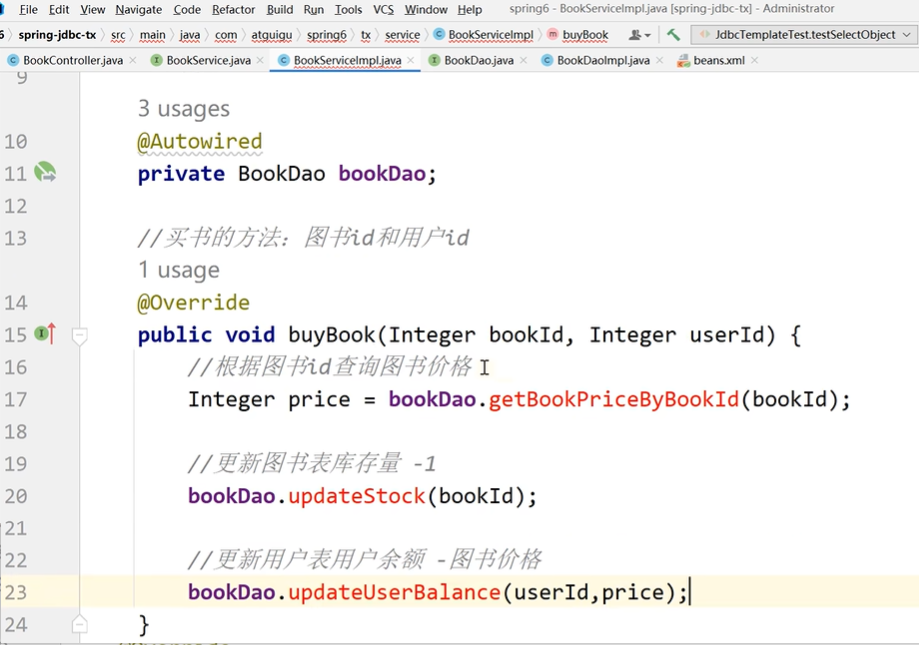 File Edit View Navigate Code Refactor Build Run Tools VCS Window Help spring6 - BookServiceImpl.java [spring-jdbc-tx] - Administrator
6 spring-jdbc-tx src main java com atguigu spring6 tx service BookServiceImpl buyBook JdbcTemplateTest.testSelectObject
BookController.java BookService.java BookServiceImpl.java BookDao.java BookDaoImpl.java beans.xml
9
3 usages
10 @Autowired
11 private BookDao bookDao;
12
13 //买书的方法：图书id和用户id
1 usage
14 @Override
15 public void buyBook(Integer bookId, Integer userId) {
16 //根据图书id查询图书价格
17 Integer price = bookDao.getBookPriceByBookId(bookId);
18
19 //更新图书表库存量 -1
20 bookDao.updateStock(bookId);
21
22 //更新用户表用户余额 -图书价格
23 bookDao.updateUserBalance(userId,price);
24 }